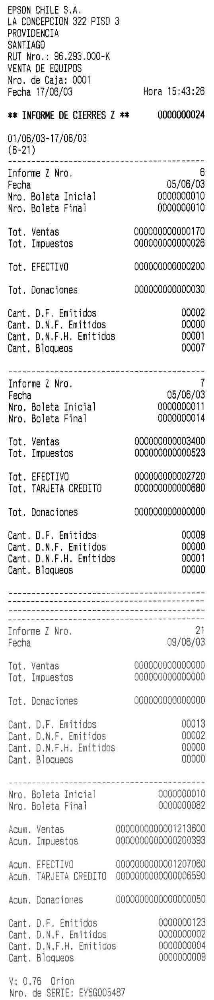 EPSON CHILE S.A.
LA CONCEPCION 322 PISO 3
PROVIDENCIA
SANTIAGO
RUT Nro.: 96.293.000-K
VENTA DE EQUIPOS
Nro. de Caja: 0001
Fecha 17/06/03 Hora 15:43:26
** INFORME DE CIERRES Z ** 0000000024
01/06/03-17/06/03
(6-21)
------------------------------------------
Informe Z Nro. 6
Fecha 05/06/03
Nro. Boleta Inicial 0000000010
Nro. Boleta Final 0000000010
Tot. Ventas 000000000000170
Tot. Impuestos 000000000000026
Tot. EFECTIVO 000000000000200
Tot. Donaciones 000000000000030
Cant. D.F. Emitidos 00002
Cant. D.N.F. Emitidos 00000
Cant. D.N.F.H. Emitidos 00001
Cant. Bloqueos 00007
------------------------------------------
Informe Z Nro. 7
Fecha 05/06/03
Nro. Boleta Inicial 0000000011
Nro. Boleta Final 0000000014
Tot. Ventas 000000000003400
Tot. Impuestos 000000000000523
Tot. EFECTIVO 000000000002720
Tot. TARJETA CREDITO 000000000000680
Tot. Donaciones 000000000000000
Cant. D.F. Emitidos 00009
Cant. D.N.F. Emitidos 00000
Cant. D.N.F.H. Emitidos 00001
Cant. Bloqueos 00000
------------------------------------------
------------------------------------------
------------------------------------------
------------------------------------------
Informe Z Nro. 21
Fecha 09/06/03
Tot. Ventas 000000000000000
Tot. Impuestos 000000000000000
Tot. Donaciones 000000000000000
Cant. D.F. Emitidos 00013
Cant. D.N.F. Emitidos 00002
Cant. D.N.F.H. Emitidos 00000
Cant. Bloqueos 00000
------------------------------------------
Nro. Boleta Inicial 0000000010
Nro. Boleta Final 0000000082
Acum. Ventas 0000000000001213600
Acum. Impuestos 0000000000000200393
Acum. EFECTIVO 0000000000001207060
Acum. TARJETA CREDITO 0000000000000006590
Acum. Donaciones 0000000000000000050
Cant. D.F. Emitidos 0000000123
Cant. D.N.F. Emitidos 0000000002
Cant. D.N.F.H. Emitidos 0000000004
Cant. Bloqueos 0000000009
V: 0.76 Orion
Nro. de SERIE: EY5G005487